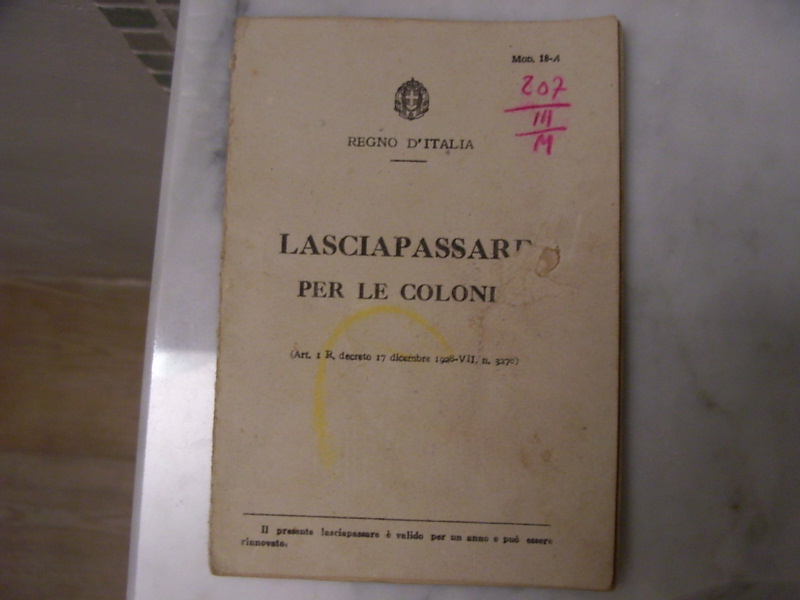 Mod. 18-A
207
III
M
REGNO D'ITALIA
LASCIAPASSARE
PER LE COLONI
(Art. 1 R. decreto 17 dicembre 1928-VII, n. 3270)
Il presente lasciapassare è valido per un anno e può essere
rinnovato.